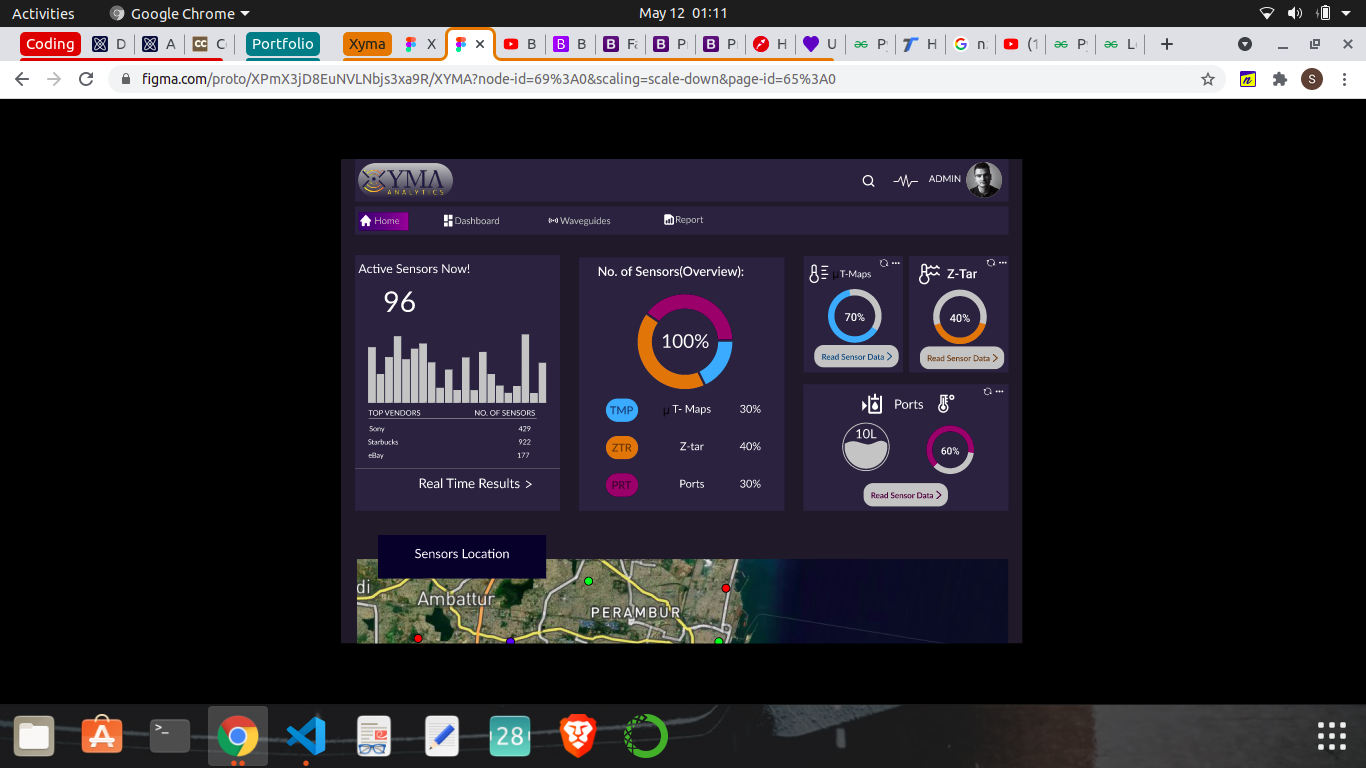 Activities
Google Chrome
May 12 01:11
Coding
D
A
CC
Portfolio
Xyma
X
B
B
Fa
P
P
H
U
P
H
n
(1
P
L
figma.com/proto/XPmX3jD8EuNVLNbjs3xa9R/XYMA?node-id=69%3A0&scaling=scale-down&page-id=65%3A0
n
S
XYMA
ANALYTICS
ADMIN
Home
Dashboard
Waveguides
Report
Active Sensors Now!
96
TOP VENDORS NO. OF SENSORS
Sony 429
Starbucks 922
eBay 177
Real Time Results >
No. of Sensors(Overview):
100%
TMP µ T- Maps 30%
ZTR Z-tar 40%
PRT Ports 30%
µ T-Maps
70%
Read Sensor Data >
Z-Tar
40%
Read Sensor Data >
Ports
10L
60%
Read Sensor Data >
Sensors Location
di
Ambattur
PERAMBUR
28